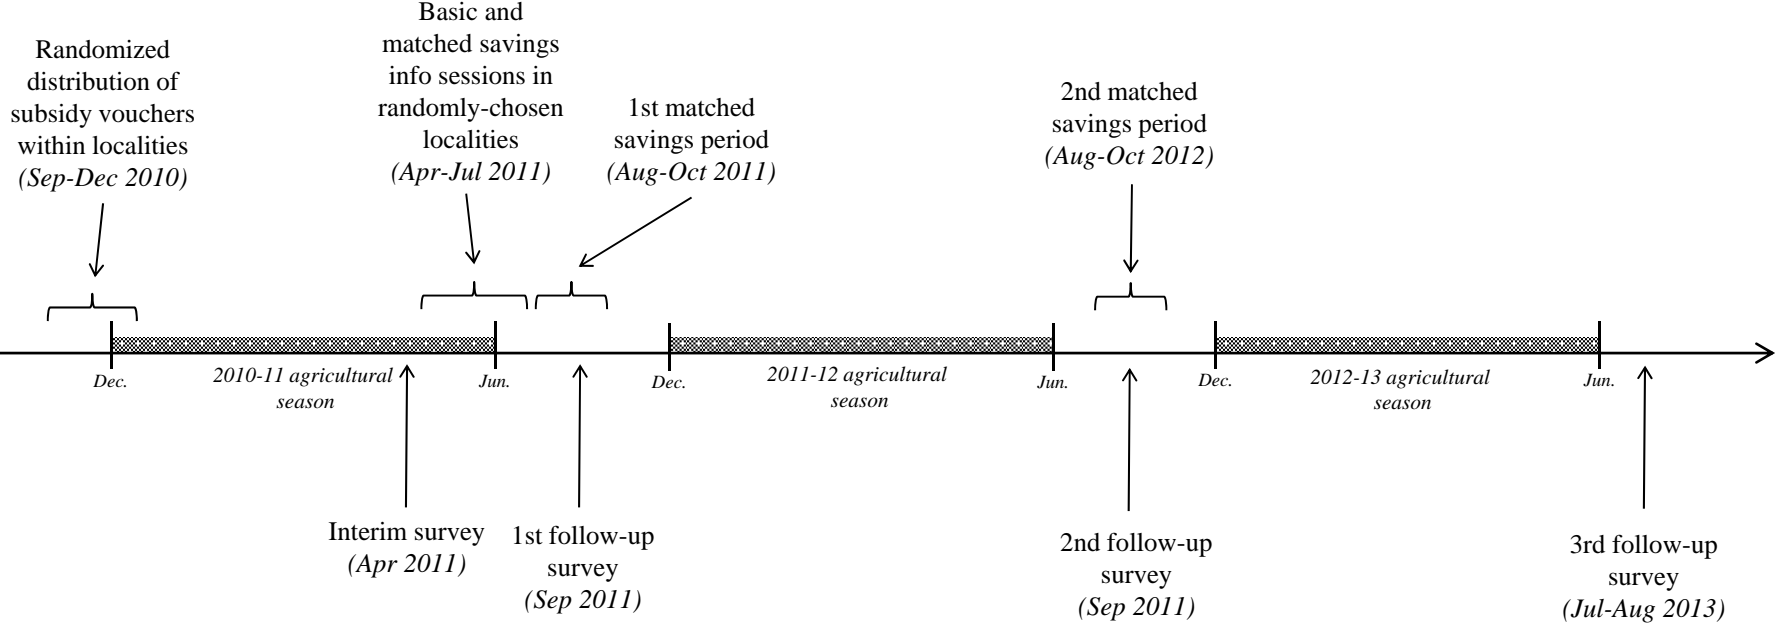 Randomized
distribution of
subsidy vouchers
within localities
(Sep-Dec 2010)
Basic and
matched savings
info sessions in
randomly-chosen
localities
(Apr-Jul 2011)
1st matched
savings period
(Aug-Oct 2011)
2nd matched
savings period
(Aug-Oct 2012)
Dec.
2010-11 agricultural
season
Jun.
Dec.
2011-12 agricultural
season
Jun.
Dec.
2012-13 agricultural
season
Jun.
Interim survey
(Apr 2011)
1st follow-up
survey
(Sep 2011)
2nd follow-up
survey
(Sep 2011)
3rd follow-up
survey
(Jul-Aug 2013)